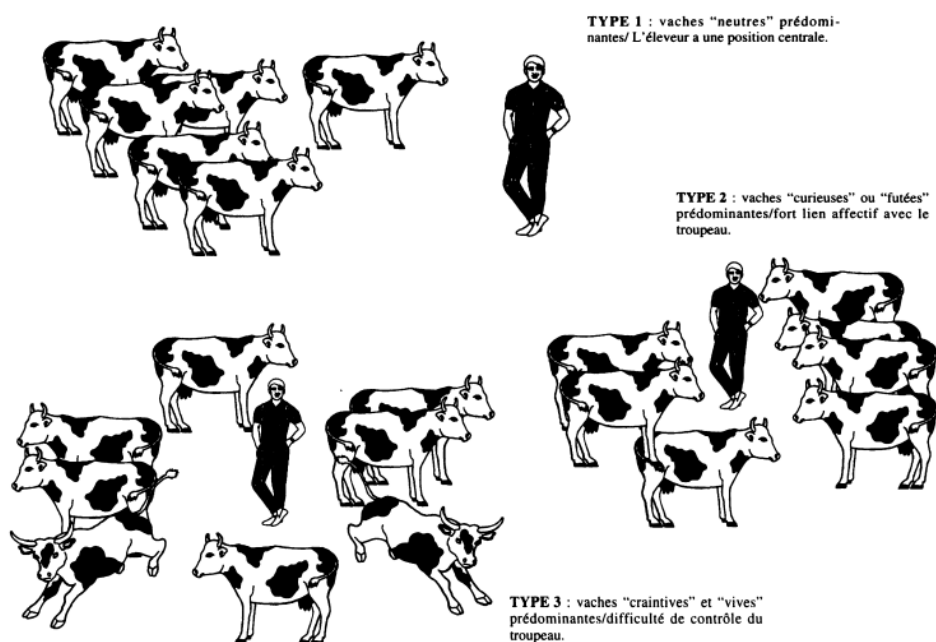 TYPE 1 : vaches “neutres” prédomi-
nantes/ L’éleveur a une position centrale.
TYPE 2 : vaches “curieuses” ou “futées”
prédominantes/fort lien affectif avec le
troupeau.
TYPE 3 : vaches “craintives” et “vives”
prédominantes/difficulté de contrôle du
troupeau.